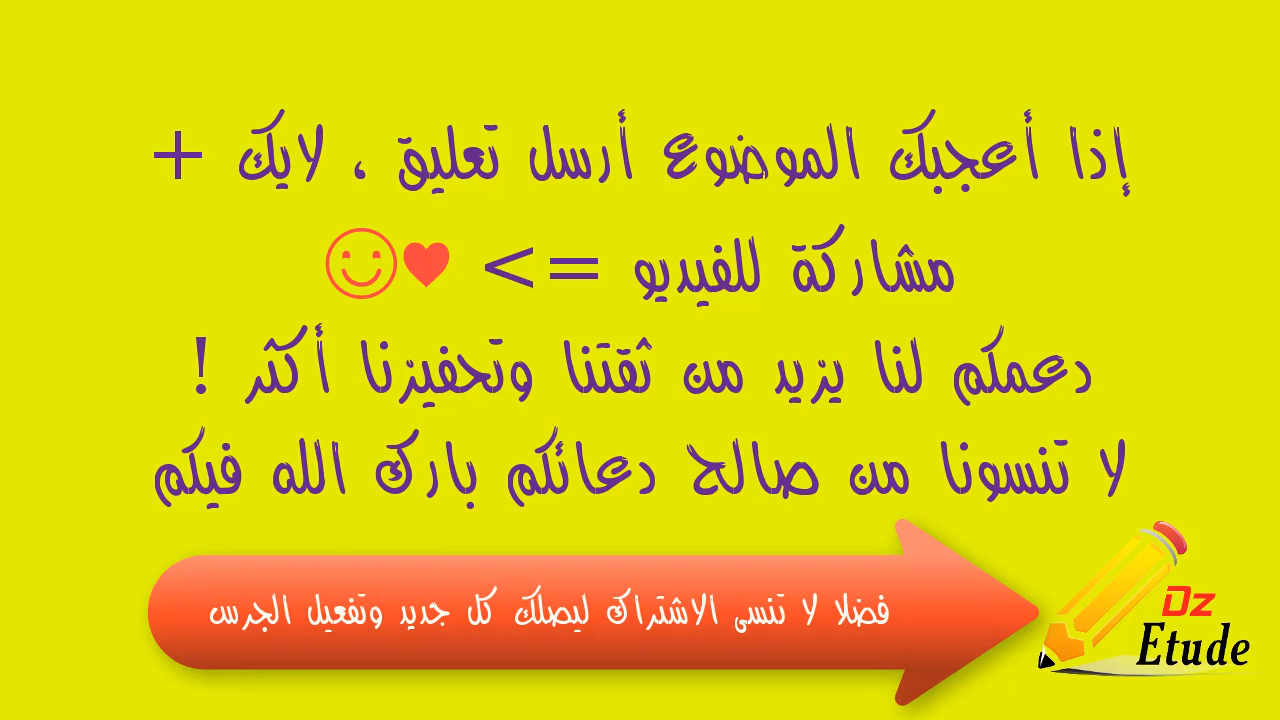 إذا أعجبك الموضوع أرسل تعليق ، لايك +
مشاركة للفيديو => ♥☺
دعمكم لنا يزيد من ثقتنا وتحفيزنا أكثر !
لا تنسونا من صالح دعائكم بارك الله فيكم
فضلا لا تنسى الاشتراك ليصلك كل جديد وتفعيل الجرس
Dz
Etude